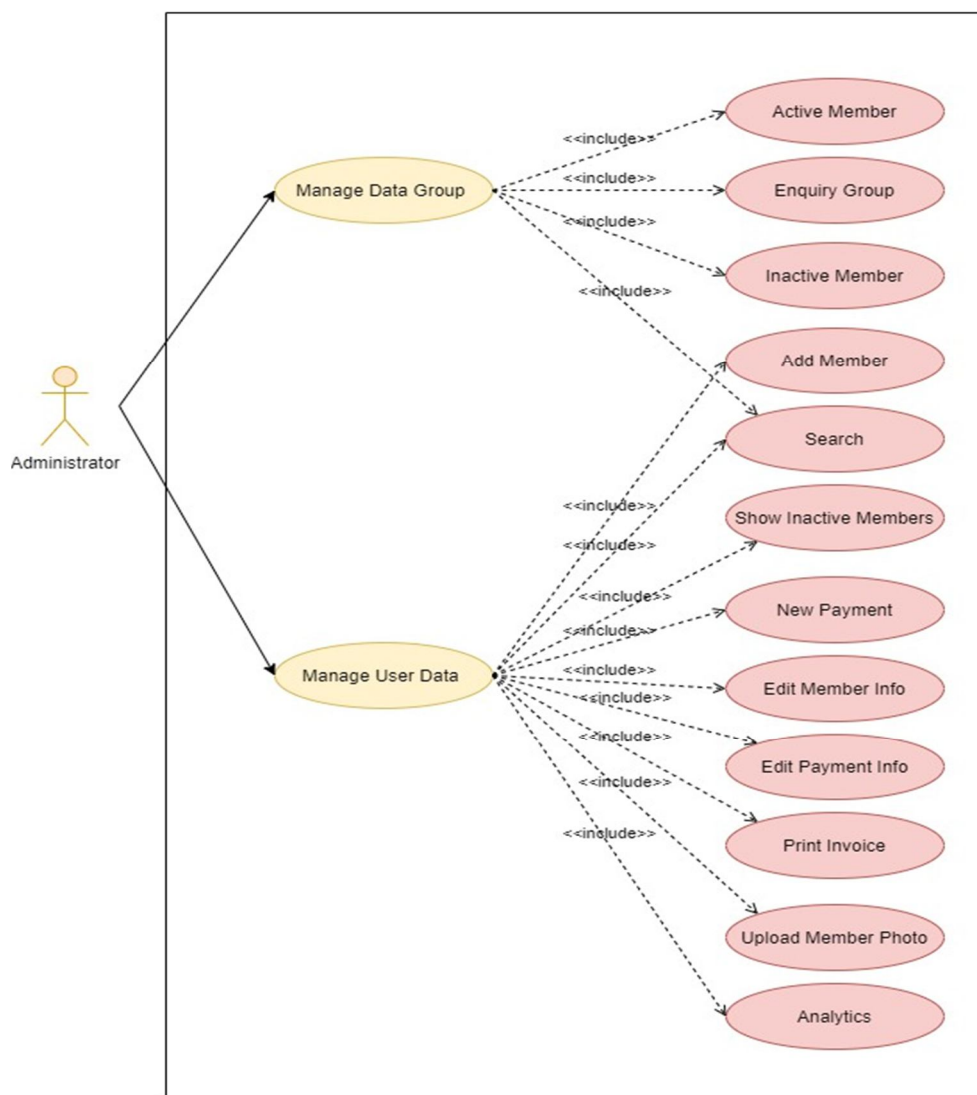 Active Member
<<include>>
Manage Data Group
<<include>>
Enquiry Group
<<include>>
Inactive Member
<<include>>
Add Member
Search
Administrator
<<include>>
Show Inactive Members
<<include>>
<<include>>
New Payment
<<include>>
Manage User Data
<<include>>
Edit Member Info
<<include>>
<<include>>
Edit Payment Info
<<include>>
<<include>>
Print Invoice
Upload Member Photo
Analytics